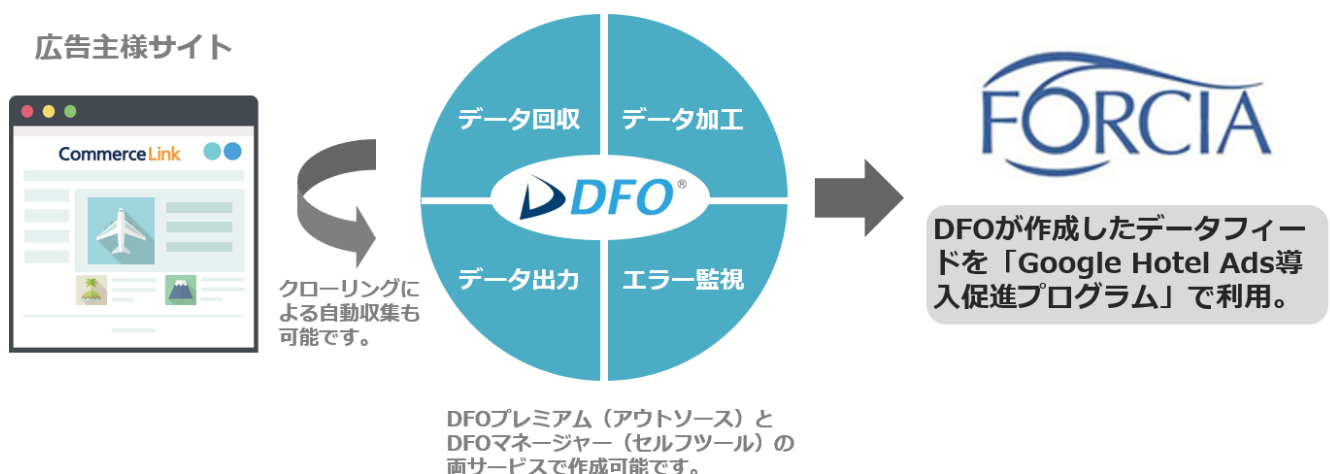 広告主様サイト
CommerceLink
クローリングに
よる自動収集も
可能です。
データ回収
データ加工
DFO®
データ出力
エラー監視
DFOプレミアム（アウトソース）と
DFOマネージャー（セルフツール）の
両サービスで作成可能です。
FORCIA
DFOが作成したデータフィー
ドを「Google Hotel Ads導
入促進プログラム」で利用。